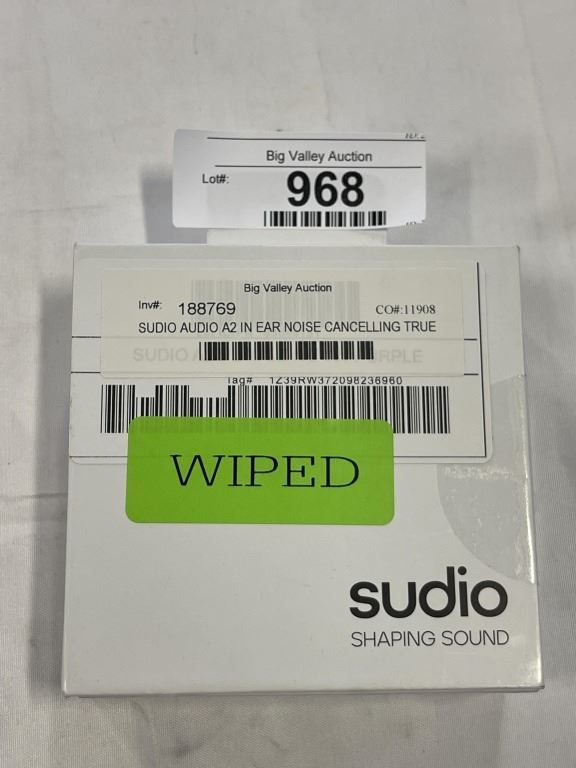 Big Valley Auction
Lot#: 968
Big Valley Auction
Inv#: 188769 CO#:11908
SUDIO AUDIO A2 IN EAR NOISE CANCELLING TRUE
SUDIO A RPLE
Tag# 1Z39RW372098236960
WIPED
sudio
SHAPING SOUND